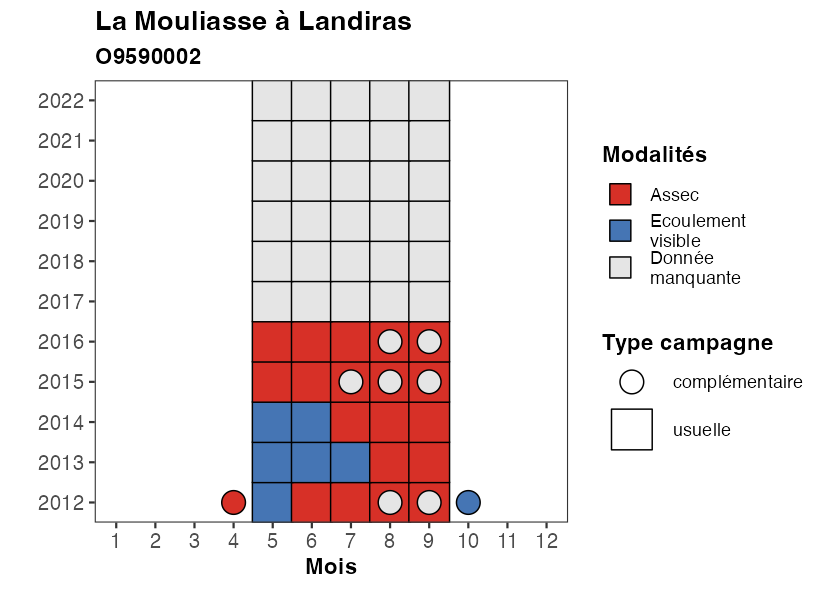 La Mouliasse à Landiras
O9590002
2022
2021
2020
2019
2018
2017
2016
2015
2014
2013
2012
1 2 3 4 5 6 7 8 9 10 11 12
Mois
Modalités
Assec
Ecoulement
visible
Donnée
manquante
Type campagne
complémentaire
usuelle